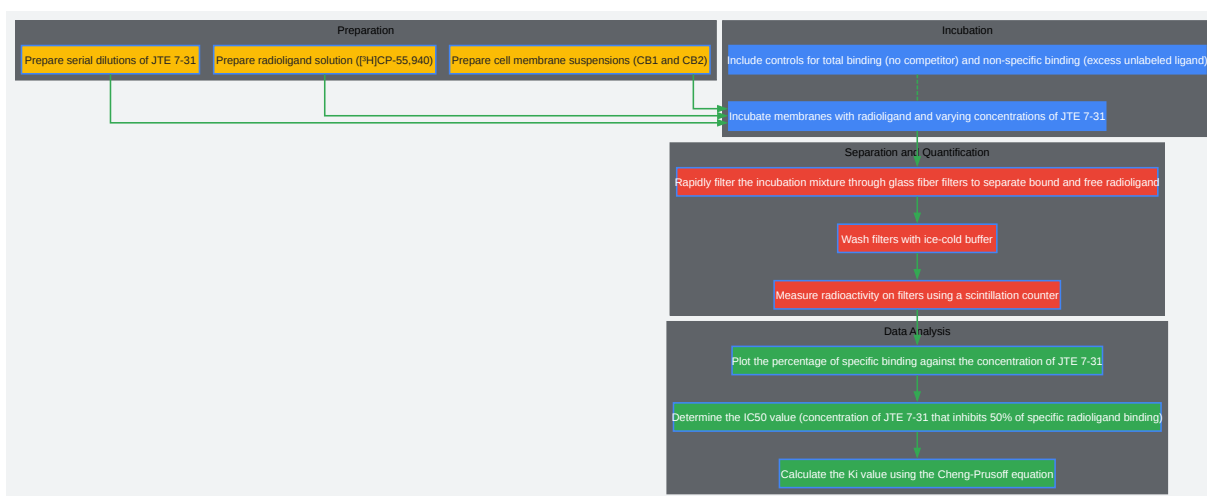 Preparation
Prepare serial dilutions of JTE 7-31
Prepare radioligand solution ([³H]CP-55,940)
Prepare cell membrane suspensions (CB1 and CB2)
Incubation
Include controls for total binding (no competitor) and non-specific binding (excess unlabeled ligand)
Incubate membranes with radioligand and varying concentrations of JTE 7-31
Separation and Quantification
Rapidly filter the incubation mixture through glass fiber filters to separate bound and free radioligand
Wash filters with ice-cold buffer
Measure radioactivity on filters using a scintillation counter
Data Analysis
Plot the percentage of specific binding against the concentration of JTE 7-31
Determine the IC50 value (concentration of JTE 7-31 that inhibits 50% of specific radioligand binding)
Calculate the Ki value using the Cheng-Prusoff equation